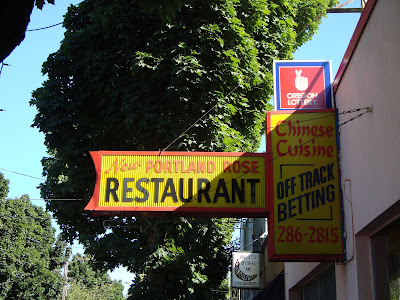 New PORTLAND ROSE
RESTAURANT
OREGON
LOTTERY
Chinese
Cuisine
OFF TRACK
BETTING
286-2815